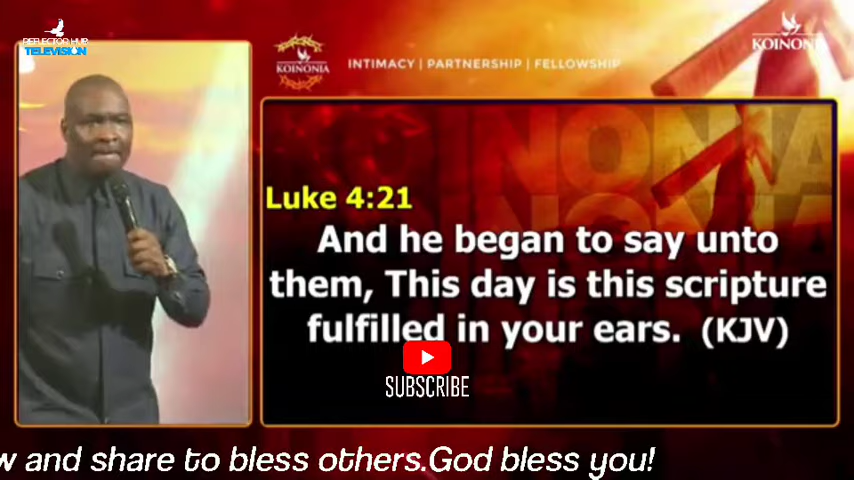 REFLECTOR HUB
TELEVISION
KOINONIA
INTIMACY | PARTNERSHIP | FELLOWSHIP
KOINONIA
KOINONIA
Luke 4:21
And he began to say unto
them, This day is this scripture
fulfilled in your ears. (KJV)
SUBSCRIBE
and share to bless others.God bless you!